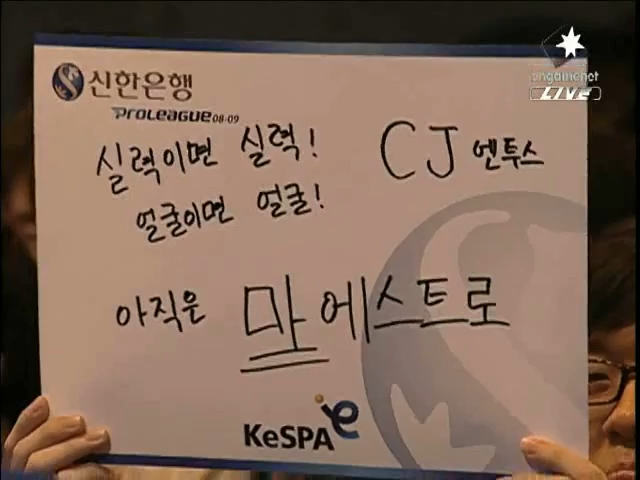 ongamenet
LIVE
신한은행
PROLEAGUE 08-09
실력이면 실력!
CJ 엔투스
얼굴이면 얼굴!
아직은 마에스트로
KeSPA